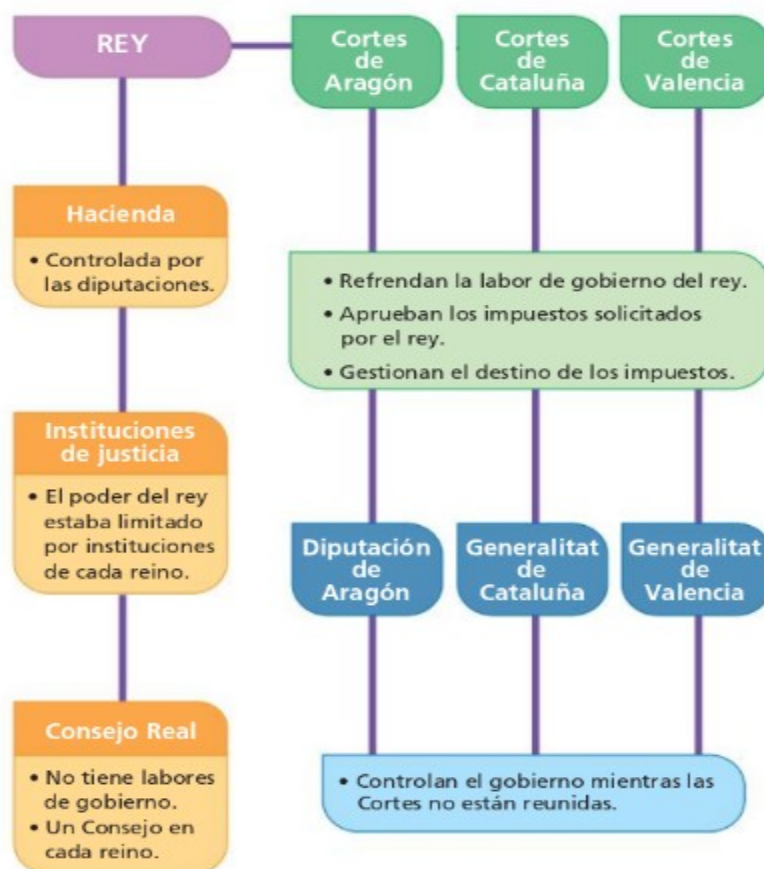 REY
Cortes
de
Aragón
Cortes
de
Cataluña
Cortes
de
Valencia
Hacienda
• Controlada por
las diputaciones.
• Refrendan la labor de gobierno del rey.
• Aprueban los impuestos solicitados
por el rey.
• Gestionan el destino de los impuestos.
Instituciones
de justicia
• El poder del rey
estaba limitado
por instituciones
de cada reino.
Diputación
de
Aragón
Generalitat
de
Cataluña
Generalitat
de
Valencia
Consejo Real
• No tiene labores
de gobierno.
• Un Consejo en
cada reino.
• Controlan el gobierno mientras las
Cortes no están reunidas.